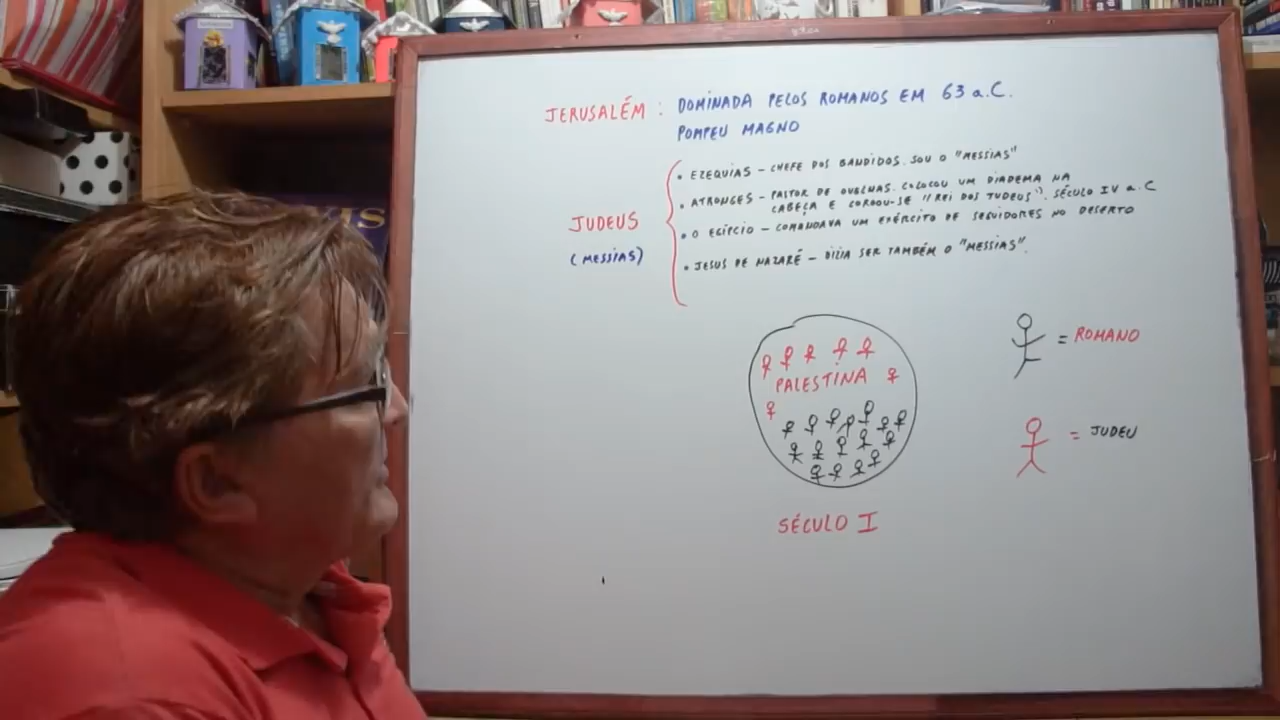 JERUSALÉM : DOMINADA PELOS ROMANOS EM 63 a.C.
POMPEU MAGNO
JUDEUS
(MESSIAS)
• EZEQUIAS – CHEFE DOS BANDIDOS. SOU O "MESSIAS"
• ATRONGES – PASTOR DE OVELHAS. COLOCOU UM DIADEMA NA
CABEÇA E COROOU-SE "REI DOS JUDEUS". SÉCULO IV a.C
• O EGÍPCIO – COMANDAVA UM EXÉRCITO DE SEGUIDORES NO DESERTO
• JESUS DE NAZARÉ – DIZIA SER TAMBÉM O "MESSIAS".
PALESTINA
SÉCULO I
= ROMANO
= JUDEU